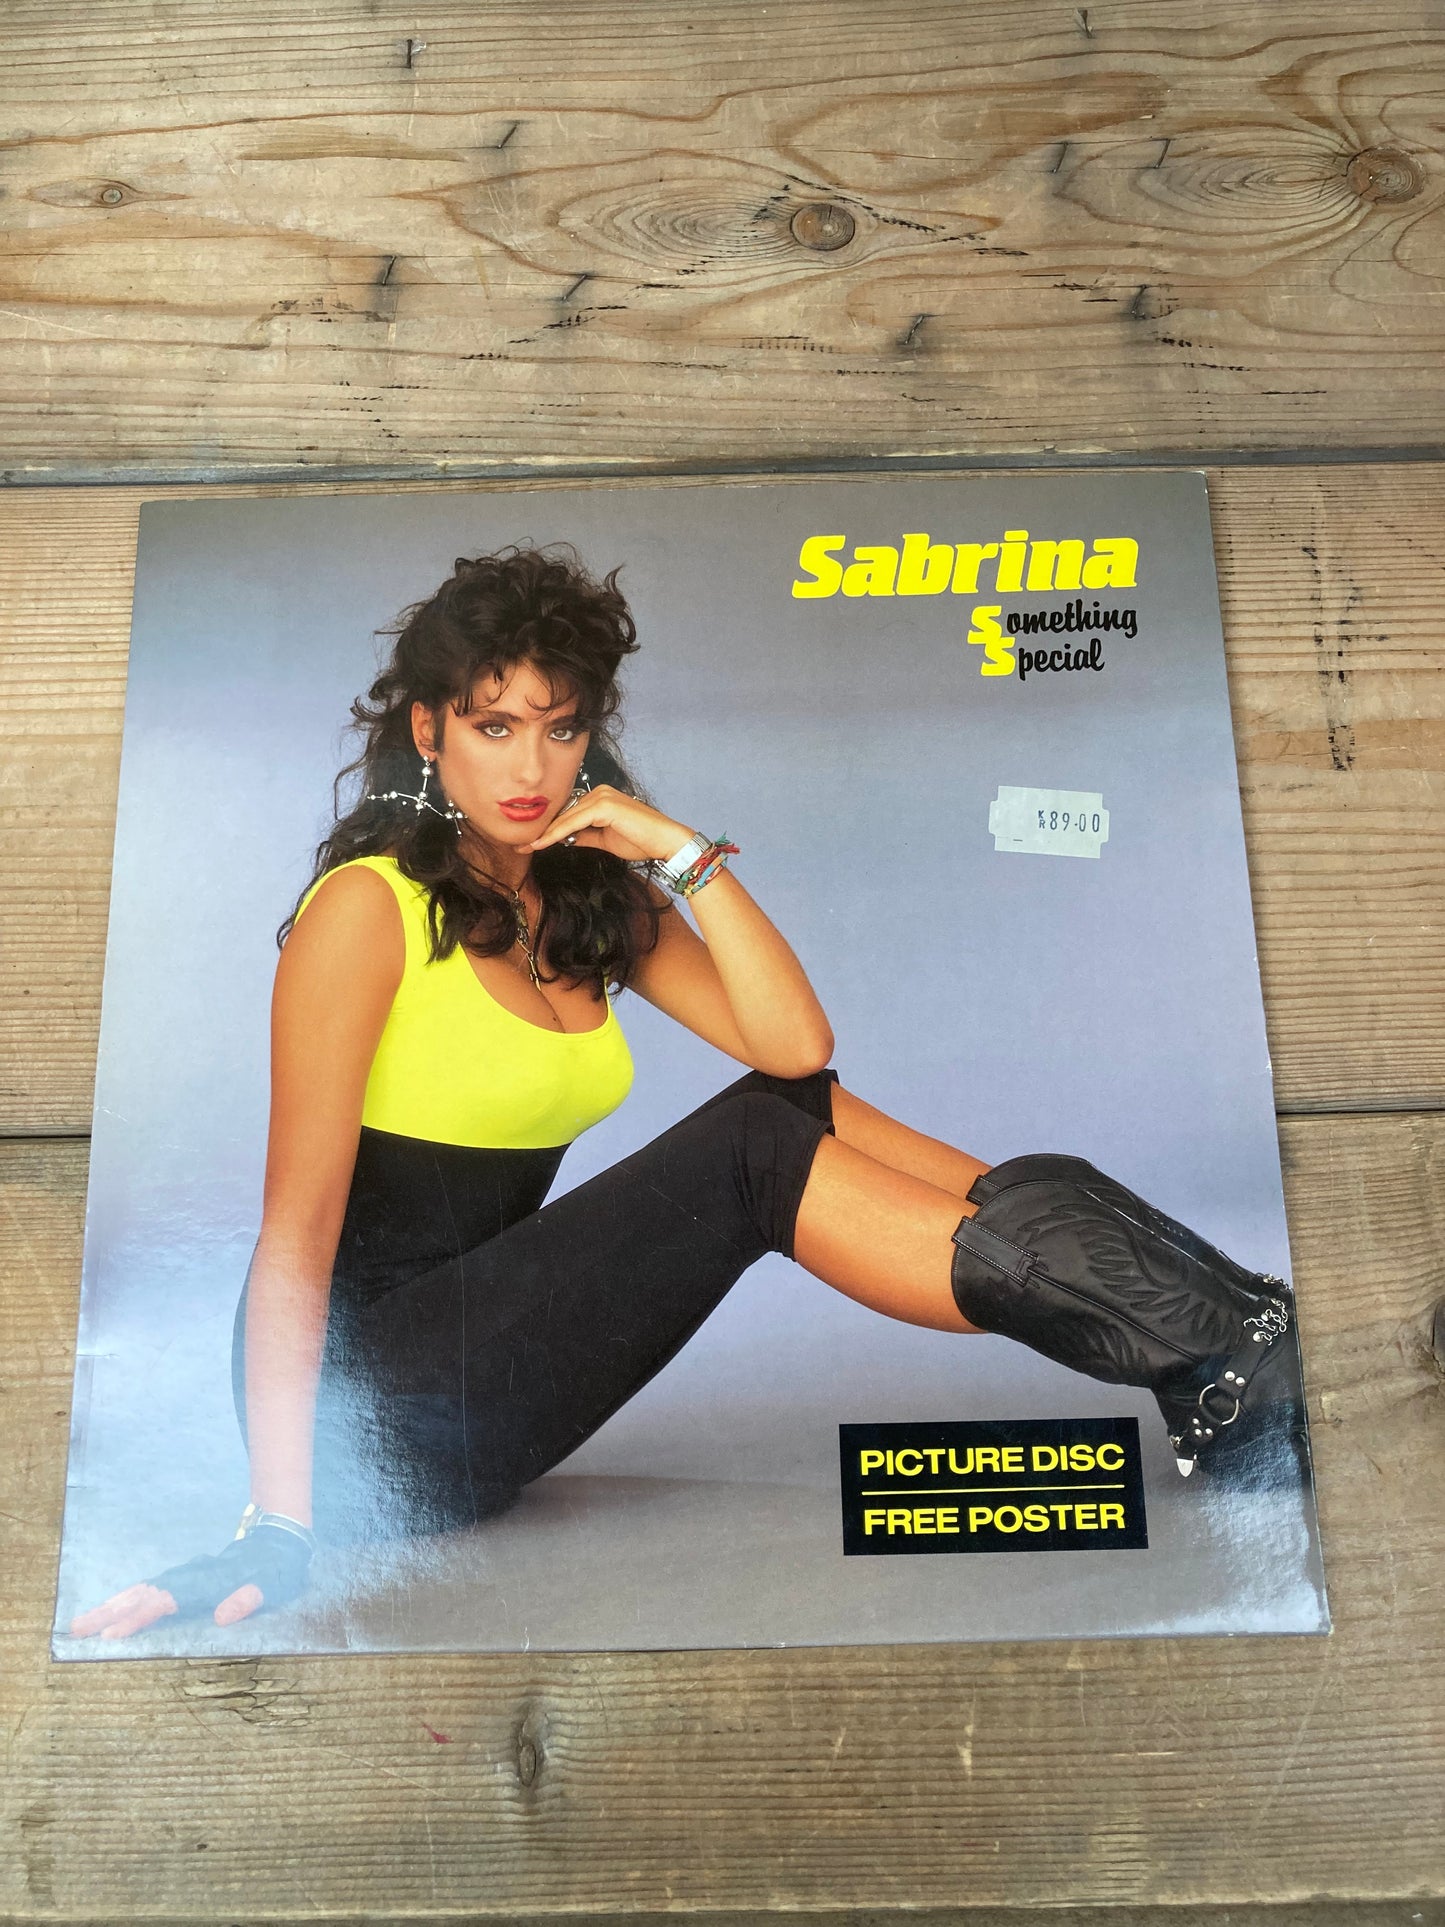 Sabrina
Something
Special
KR 89.00
PICTURE DISC
FREE POSTER